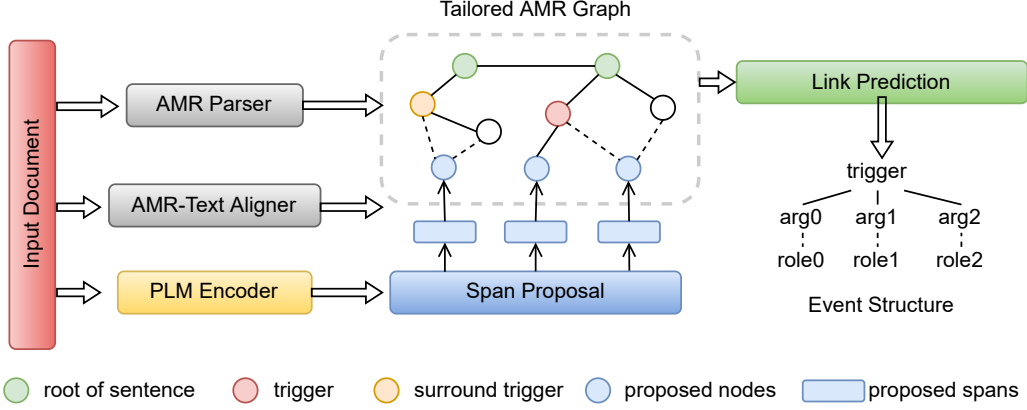 Tailored AMR Graph
Input Document
AMR Parser
AMR-Text Aligner
PLM Encoder
Span Proposal
Link Prediction
trigger
arg0 arg1 arg2
role0 role1 role2
Event Structure
root of sentence trigger surround trigger proposed nodes proposed spans